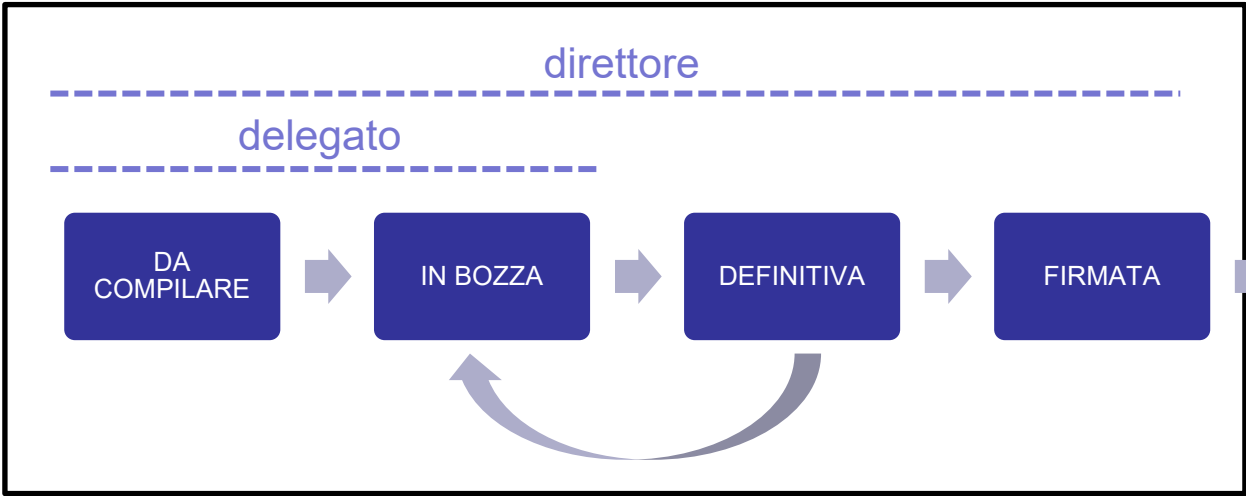 direttore
delegato
DA
COMPILARE
IN BOZZA
DEFINITIVA
FIRMATA